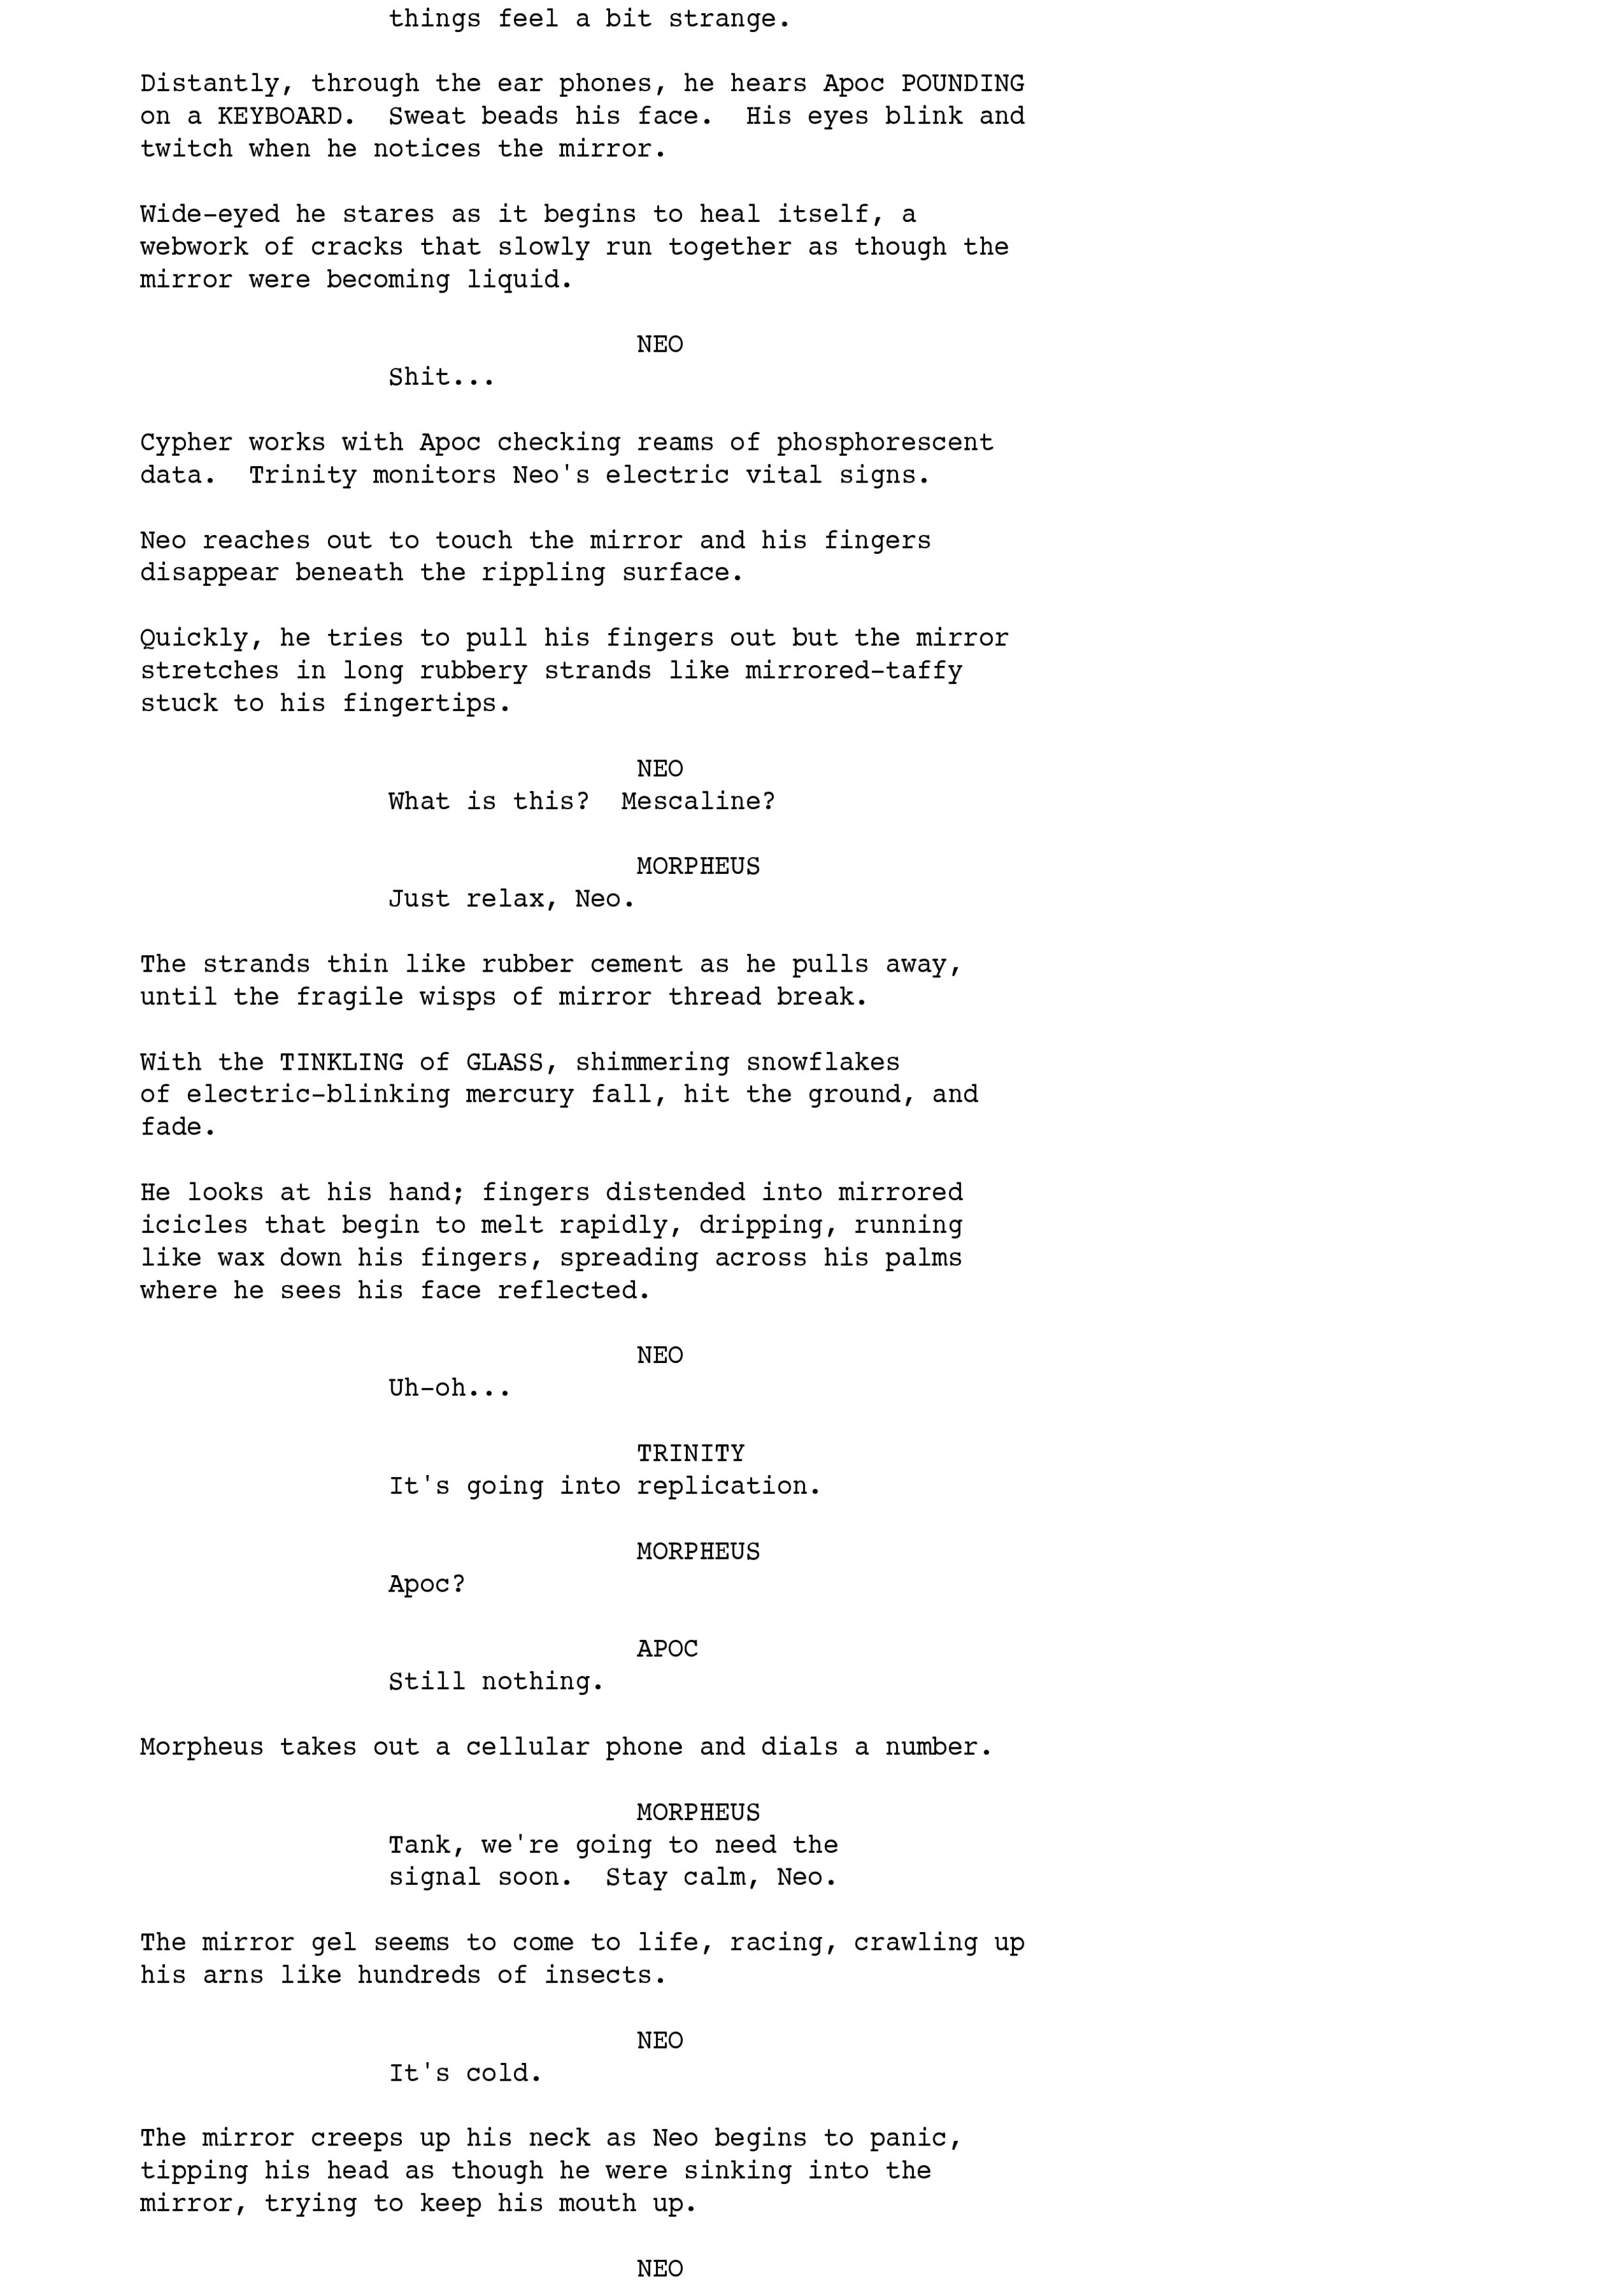 things feel a bit strange.
Distantly, through the ear phones, he hears Apoc POUNDING
on a KEYBOARD.  Sweat beads his face.  His eyes blink and
twitch when he notices the mirror.
Wide-eyed he stares as it begins to heal itself, a
webwork of cracks that slowly run together as though the
mirror were becoming liquid.
NEO
Shit...
Cypher works with Apoc checking reams of phosphorescent
data.  Trinity monitors Neo's electric vital signs.
Neo reaches out to touch the mirror and his fingers
disappear beneath the rippling surface.
Quickly, he tries to pull his fingers out but the mirror
stretches in long rubbery strands like mirrored-taffy
stuck to his fingertips.
NEO
What is this?  Mescaline?
MORPHEUS
Just relax, Neo.
The strands thin like rubber cement as he pulls away,
until the fragile wisps of mirror thread break.
With the TINKLING of GLASS, shimmering snowflakes
of electric-blinking mercury fall, hit the ground, and
fade.
He looks at his hand; fingers distended into mirrored
icicles that begin to melt rapidly, dripping, running
like wax down his fingers, spreading across his palms
where he sees his face reflected.
NEO
Uh-oh...
TRINITY
It's going into replication.
MORPHEUS
Apoc?
APOC
Still nothing.
Morpheus takes out a cellular phone and dials a number.
MORPHEUS
Tank, we're going to need the
signal soon.  Stay calm, Neo.
The mirror gel seems to come to life, racing, crawling up
his arns like hundreds of insects.
NEO
It's cold.
The mirror creeps up his neck as Neo begins to panic,
tipping his head as though he were sinking into the
mirror, trying to keep his mouth up.
NEO